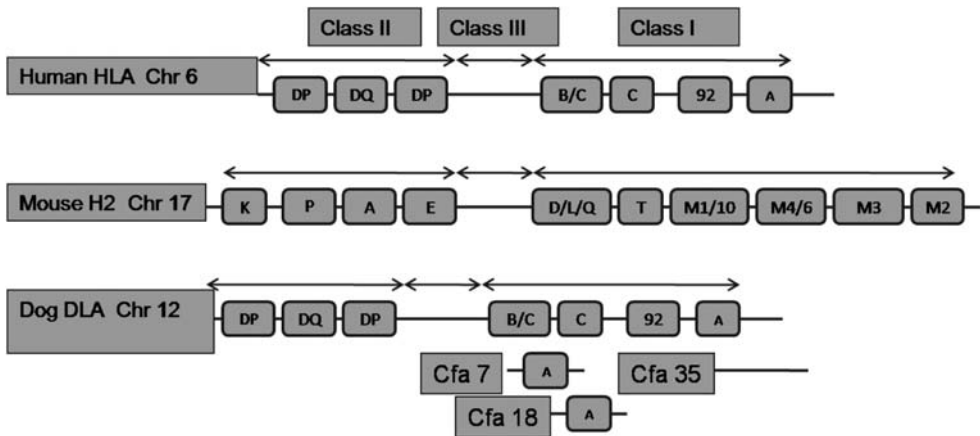 Class II Class III Class I
Human HLA Chr 6
DP DQ DP B/C C 92 A
Mouse H2 Chr 17
K P A E D/L/Q T M1/10 M4/6 M3 M2
Dog DLA Chr 12
DP DQ DP B/C C 92 A
Cfa 7 A Cfa 35
Cfa 18 A